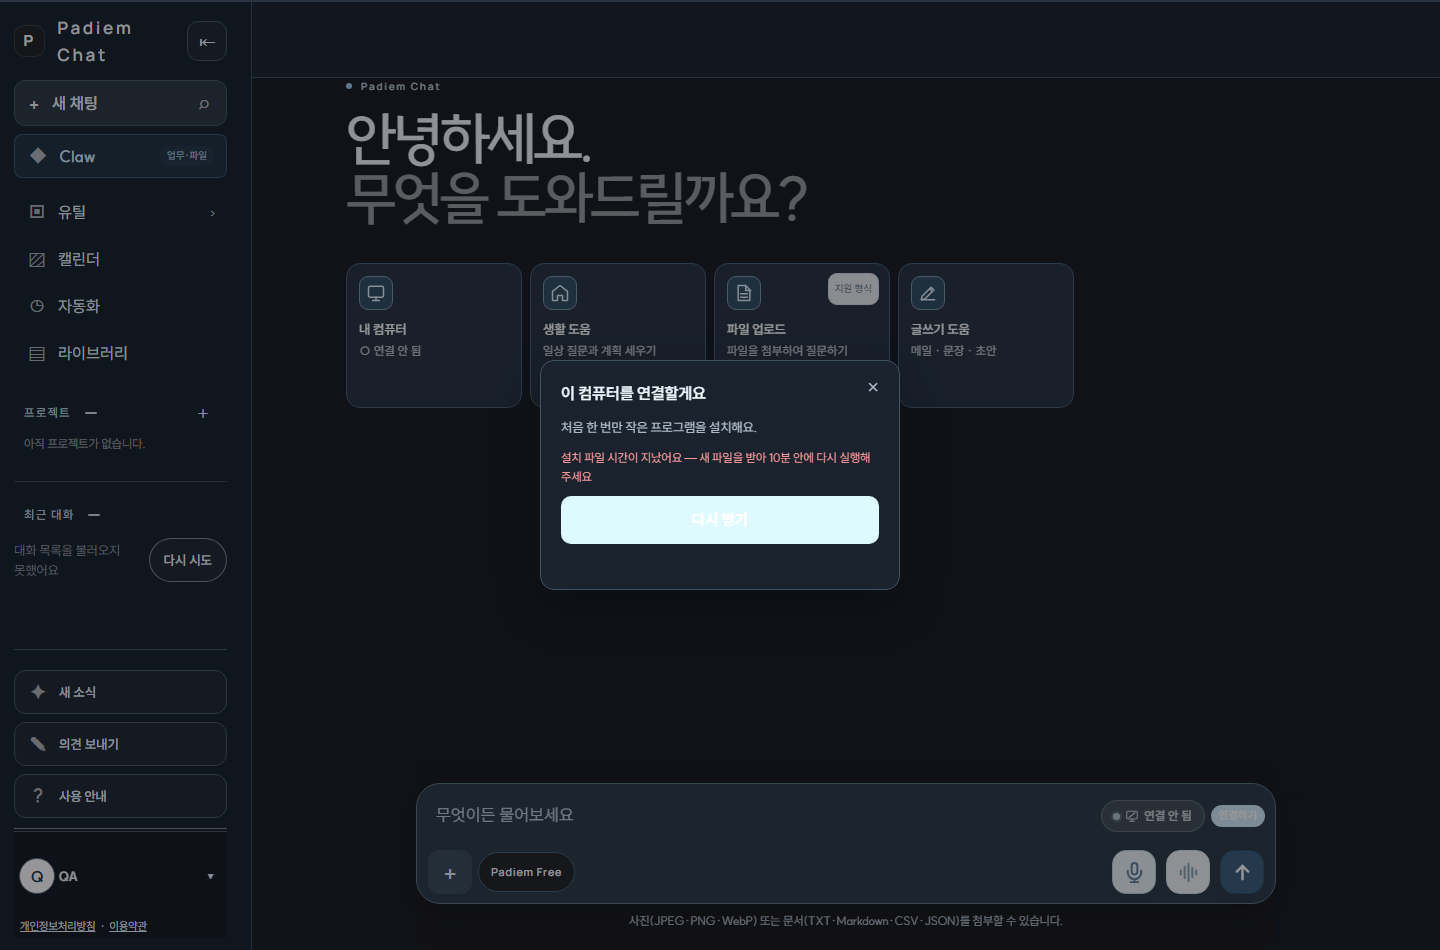 P
Padiem
Chat
새 채팅
Claw
업무·파일
유틸
캘린더
자동화
라이브러리
프로젝트
아직 프로젝트가 없습니다.
최근 대화
대화 목록을 불러오지
못했어요
다시 시도
새 소식
의견 보내기
? 사용 안내
Q QA
개인정보처리방침 · 이용약관
Padiem Chat
안녕하세요.
무엇을 도와드릴까요?
내 컴퓨터
연결 안 됨
생활 도움
일상 질문과 계획 세우기
지원 형식
파일 업로드
파일을 첨부하여 질문하기
글쓰기 도움
메일 · 문장 · 초안
이 컴퓨터를 연결할게요
처음 한 번만 작은 프로그램을 설치해요.
설치 파일 시간이 지났어요 — 새 파일을 받아 10분 안에 다시 실행해
주세요
다시 받기
무엇이든 물어보세요
연결 안 됨
연결하기
Padiem Free
사진(JPEG·PNG·WebP) 또는 문서(TXT·Markdown·CSV·JSON)를 첨부할 수 있습니다.